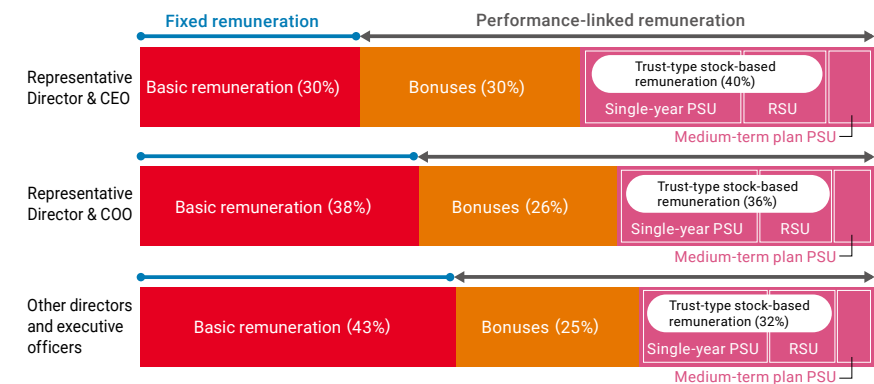 Fixed remuneration
Performance-linked remuneration
Representative
Director & CEO
Basic remuneration (30%)
Bonuses (30%)
Trust-type stock-based
remuneration (40%)
Single-year PSU
RSU
Medium-term plan PSU
Representative
Director & COO
Basic remuneration (38%)
Bonuses (26%)
Trust-type stock-based
remuneration (36%)
Single-year PSU
RSU
Medium-term plan PSU
Other directors
and executive
officers
Basic remuneration (43%)
Bonuses (25%)
Trust-type stock-based
remuneration (32%)
Single-year PSU
RSU
Medium-term plan PSU